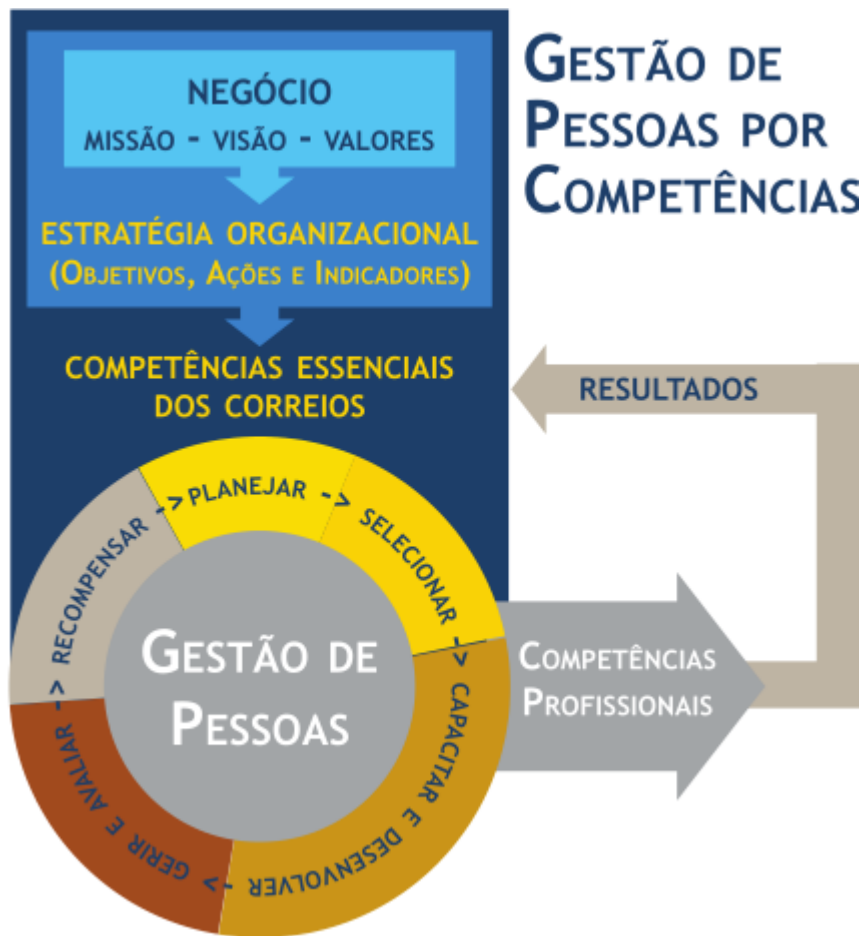 GESTÃO DE
PESSOAS POR
COMPETÊNCIAS
NEGÓCIO
MISSÃO - VISÃO - VALORES
ESTRATÉGIA ORGANIZACIONAL
(OBJETIVOS, AÇÕES E INDICADORES)
COMPETÊNCIAS ESSENCIAIS
DOS CORREIOS
RESULTADOS
-> PLANEJAR -> SELECIONAR -> CAPACITAR E DESENVOLVER -> GERIR E AVALIAR -> RECOMPENSAR
GESTÃO DE
PESSOAS
COMPETÊNCIAS
PROFISSIONAIS